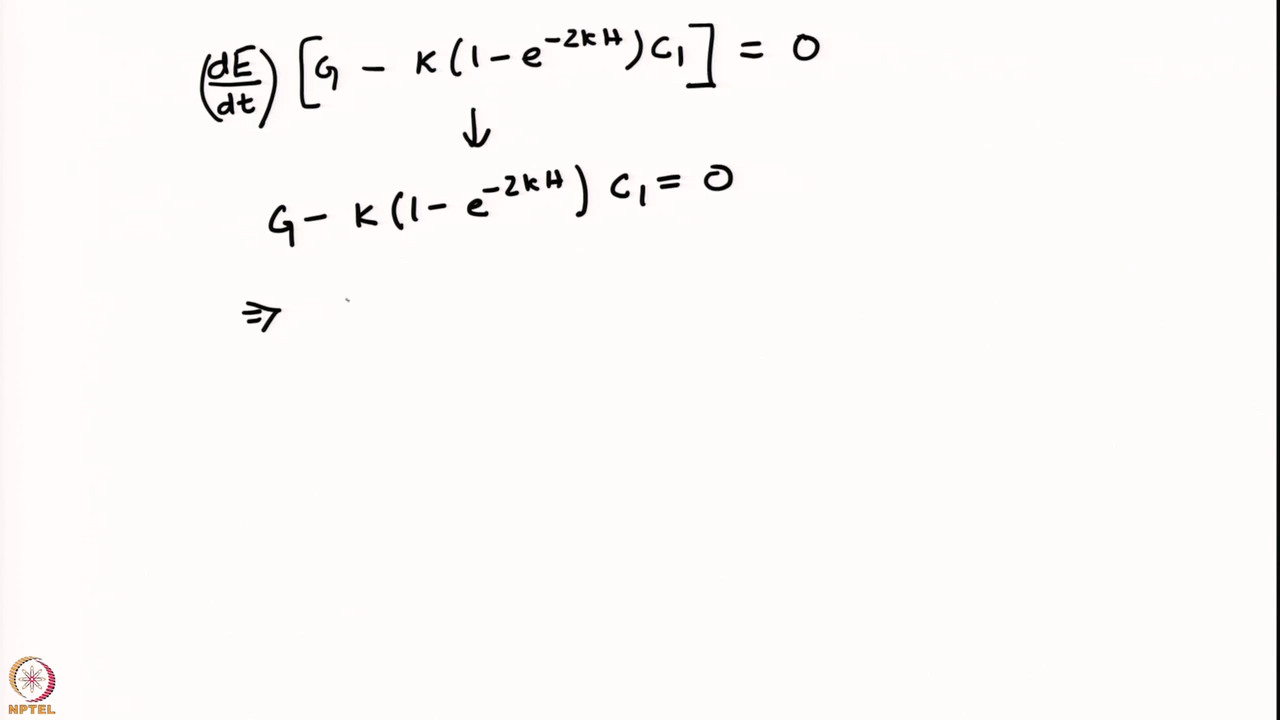 (dE/dt) [G − k(1 − e^{−2kH})C₁] = 0
↓
G − k(1 − e^{−2kH}) C₁ = 0
⇒
NPTEL